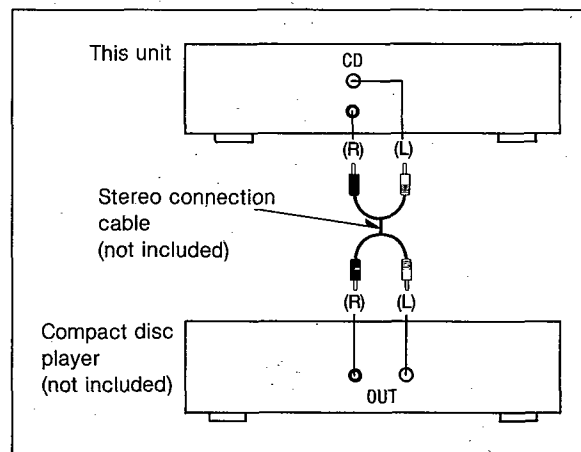 This unit
CD
(R) (L)
Stereo connection
cable
(not included)
(R) (L)
Compact disc
player
(not included)
OUT